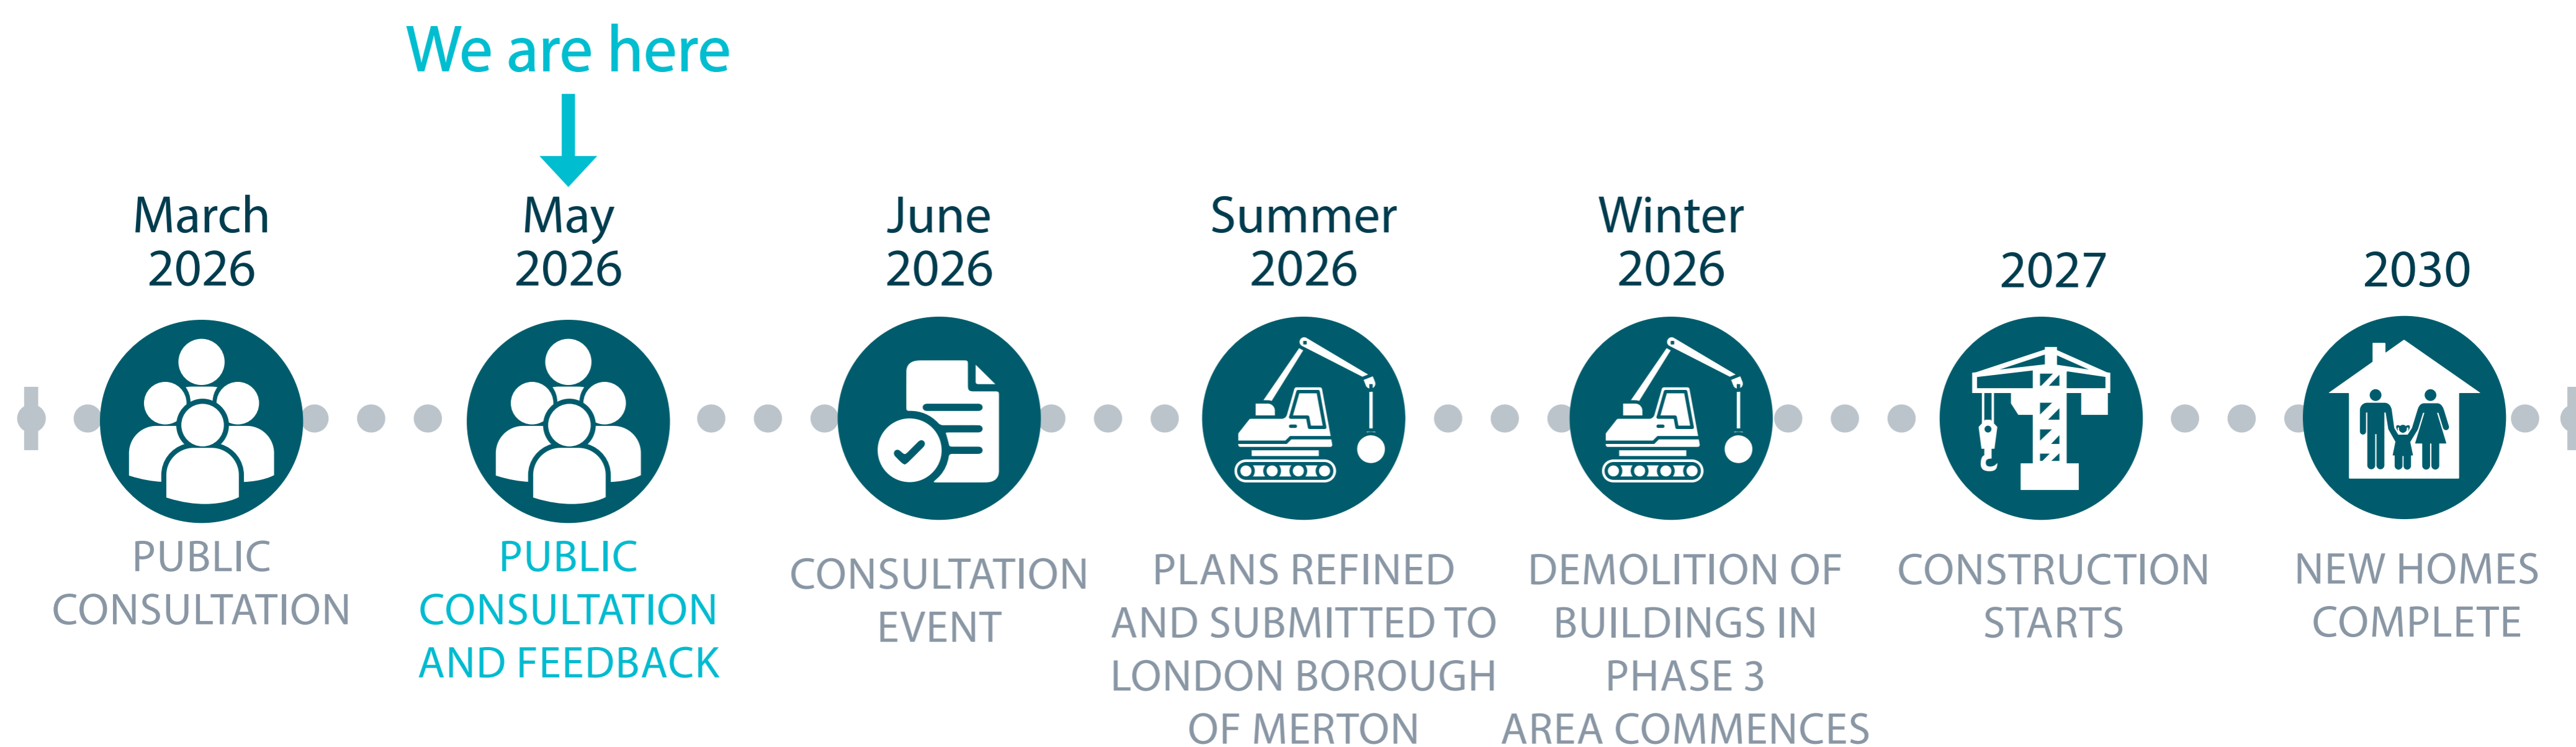 We are here
March
2026
PUBLIC
CONSULTATION
May
2026
PUBLIC
CONSULTATION
AND FEEDBACK
June
2026
CONSULTATION
EVENT
Summer
2026
PLANS REFINED
AND SUBMITTED TO
LONDON BOROUGH
OF MERTON
Winter
2026
DEMOLITION OF
BUILDINGS IN
PHASE 3
AREA COMMENCES
2027
CONSTRUCTION
STARTS
2030
NEW HOMES
COMPLETE